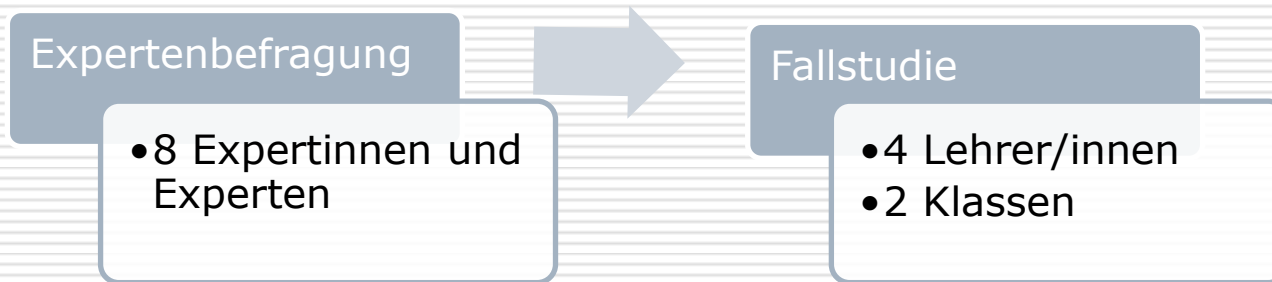 Expertenbefragung
•8 Expertinnen und
Experten
Fallstudie
•4 Lehrer/innen
•2 Klassen